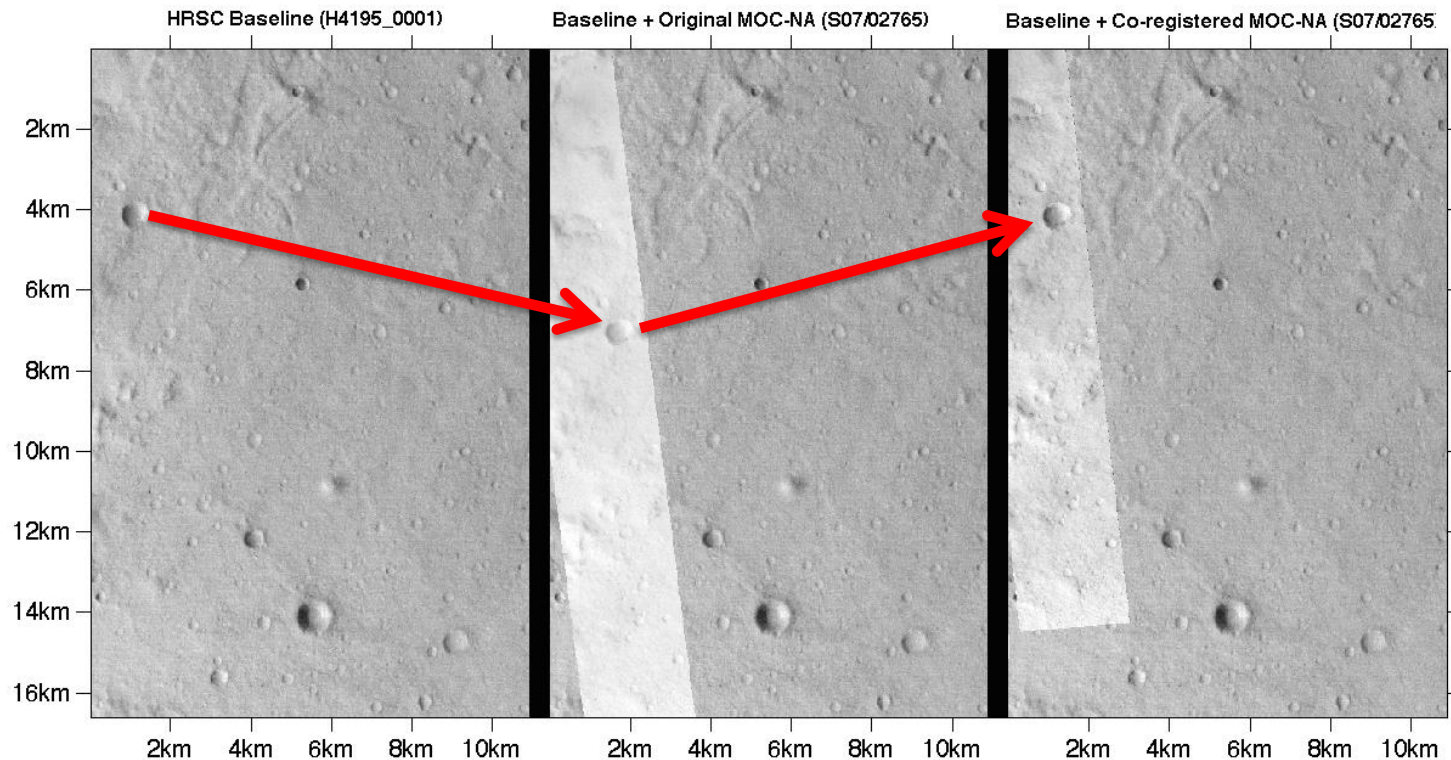 HRSC Baseline (H4195_0001)
Baseline + Original MOC-NA (S07/02765)
Baseline + Co-registered MOC-NA (S07/02765
2km
4km
6km
8km
10km
12km
14km
16km
2km 4km 6km 8km 10km
2km 4km 6km 8km 10km
2km 4km 6km 8km 10km